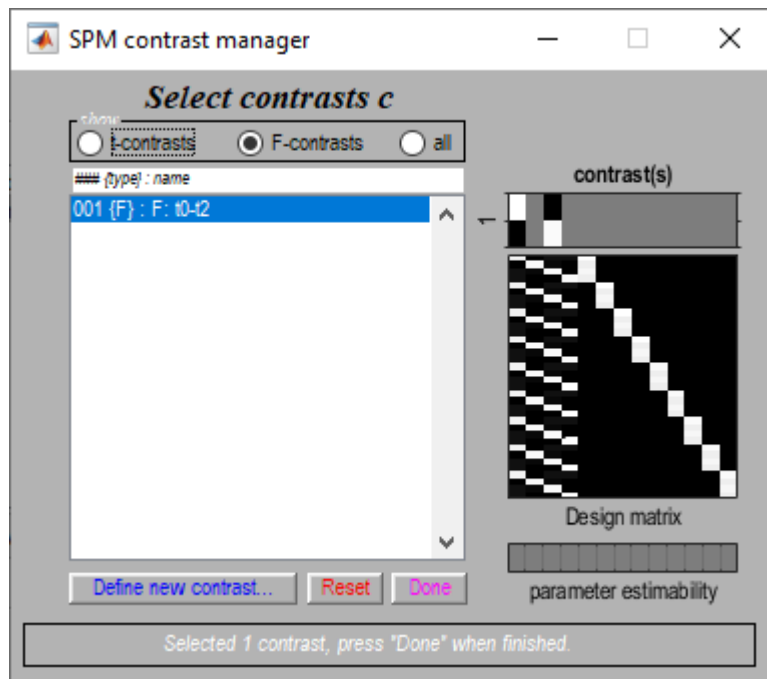 SPM contrast manager
Select contrasts c
show
t-contrasts F-contrasts all
### {type} : name
001 {F} : F: t0-t2
contrast(s)
1
Design matrix
parameter estimability
Define new contrast... Reset Done
Selected 1 contrast, press "Done" when finished.